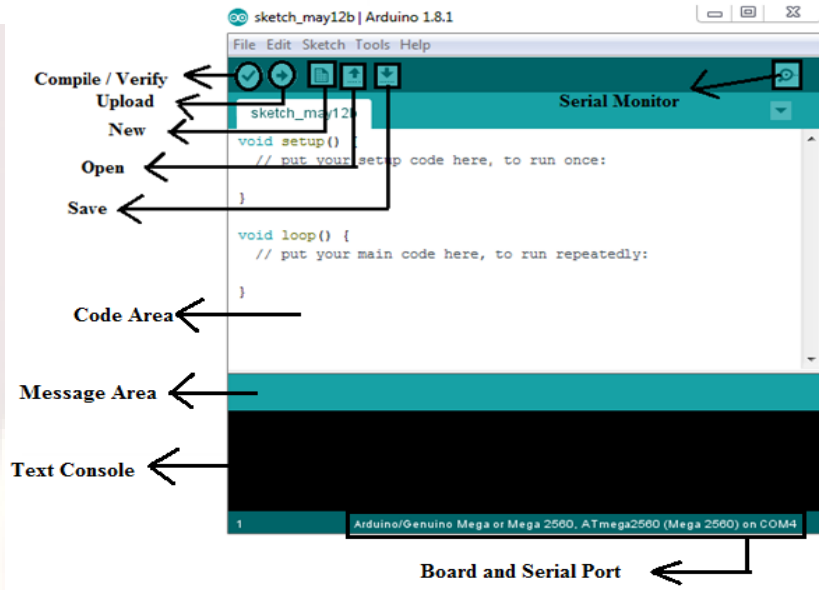 sketch_may12b | Arduino 1.8.1
File Edit Sketch Tools Help
Compile / Verify
Upload
Serial Monitor
New
sketch_may12b
void setup() {
// put your setup code here, to run once:
Open
}
Save
void loop() {
// put your main code here, to run repeatedly:
}
Code Area
Message Area
Text Console
1
Arduino/Genuino Mega or Mega 2560, ATmega2560 (Mega 2560) on COM4
Board and Serial Port